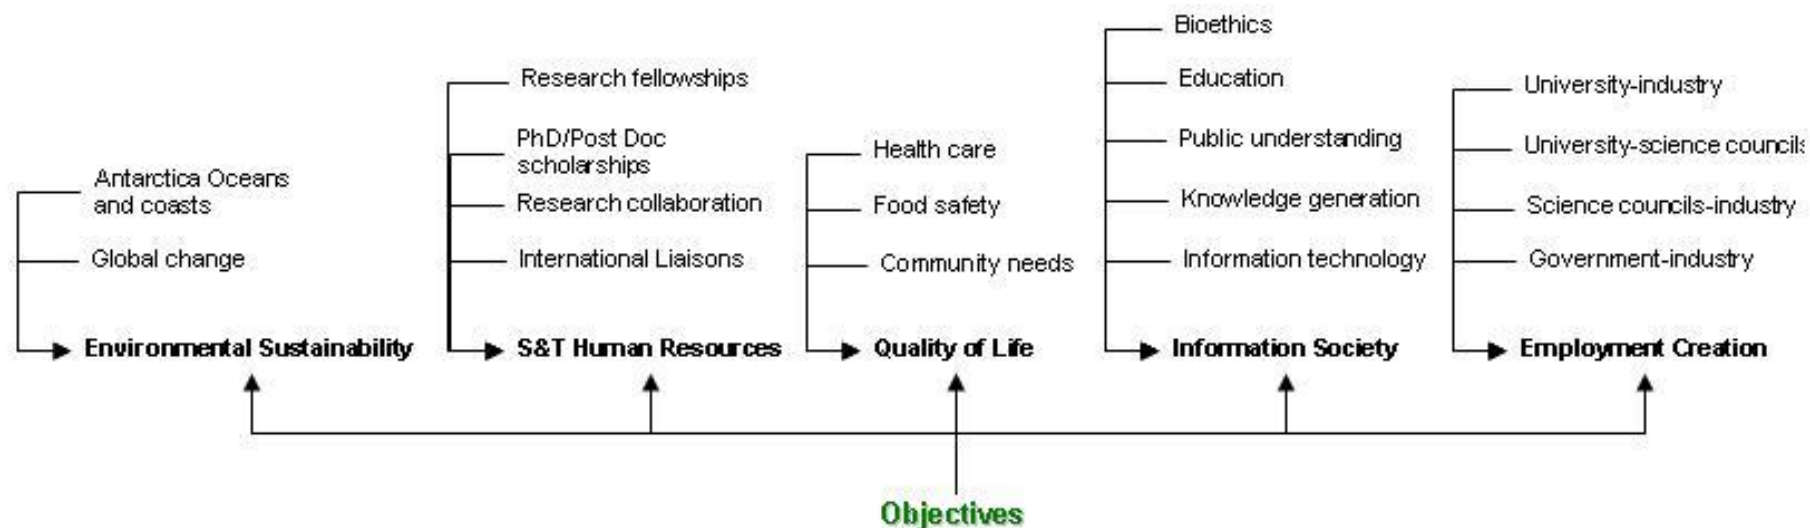 Antarctica Oceans
and coasts
Global change
Environmental Sustainability
Research fellowships
PhD/Post Doc
scholarships
Research collaboration
International Liaisons
S&T Human Resources
Health care
Food safety
Community needs
Quality of Life
Bioethics
Education
Public understanding
Knowledge generation
Information technology
Information Society
University-industry
University-science councils
Science councils-industry
Government-industry
Employment Creation
Objectives